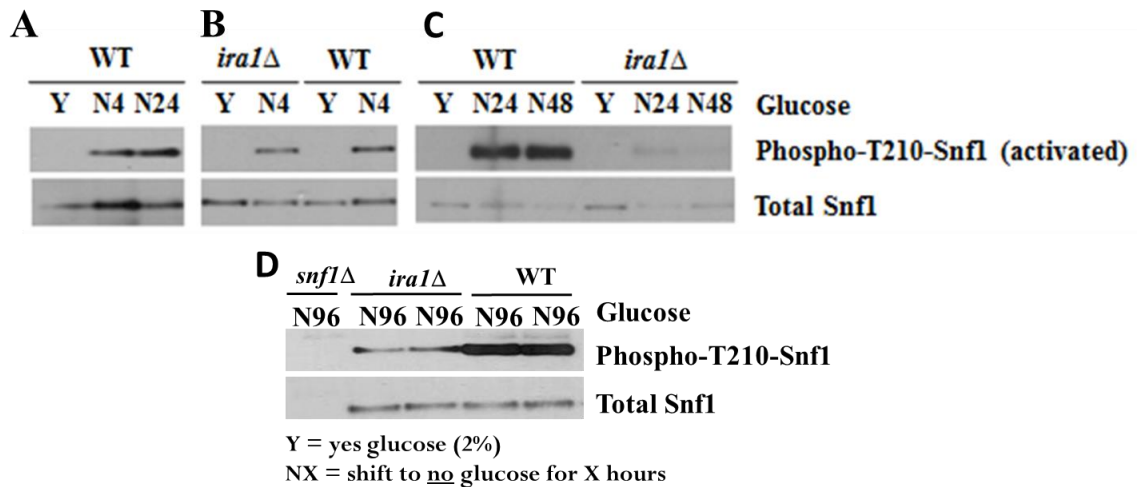 A B C
WT ira1Δ WT WT ira1Δ
Y N4 N24 Y N4 Y N4 Y N24 N48 Y N24 N48 Glucose
Phospho-T210-Snf1 (activated)
Total Snf1
D snf1Δ ira1Δ WT
N96 N96 N96 N96 N96 Glucose
Phospho-T210-Snf1
Total Snf1
Y = yes glucose (2%)
NX = shift to no glucose for X hours